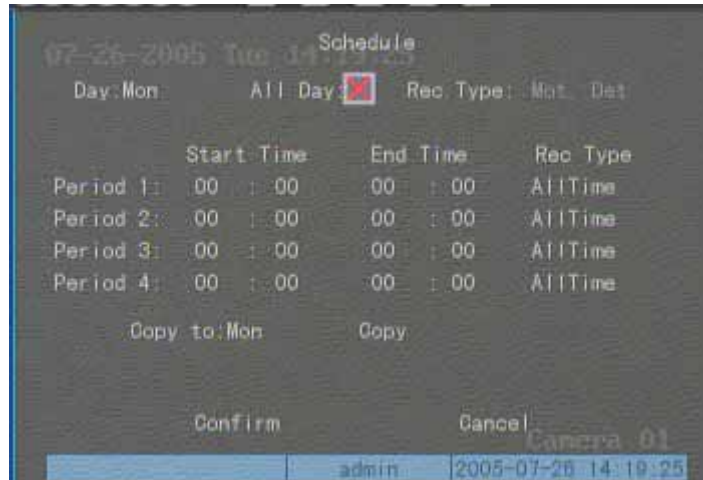 Schedule
07-26-2005 Tue 14:19:25
Day:Mon All Day: Rec Type: Mot Det
Start Time End Time Rec Type
Period 1: 00 : 00 00 : 00 AllTime
Period 2: 00 : 00 00 : 00 AllTime
Period 3: 00 : 00 00 : 00 AllTime
Period 4: 00 : 00 00 : 00 AllTime
Copy to:Mon Copy
Confirm Cancel
Camera 01
admin 2005-07-26 14:19:25